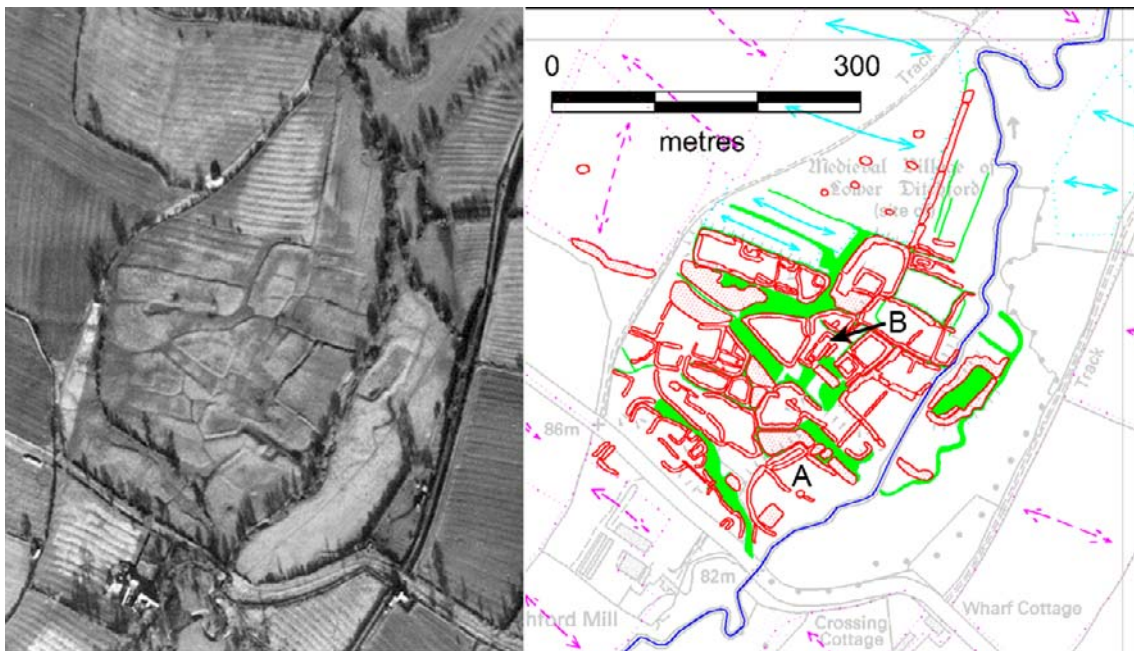 0 300
metres
Track
Medieval Village of
Lower Ditchford
(site of)
B
Track
86m
A
82m
hford Mill
Wharf Cottage
Crossing
Cottage